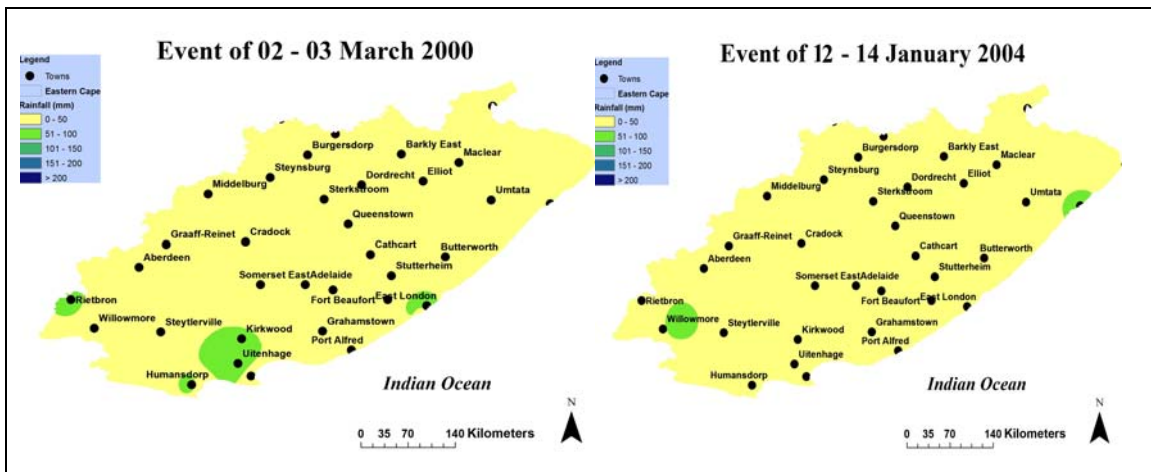 Event of 02 - 03 March 2000
Legend
Towns
Eastern Cape
Rainfall (mm)
0 - 50
51 - 100
101 - 150
151 - 200
> 200
Burgersdorp
Barkly East
Maclear
Steynsburg
Dordrecht
Elliot
Middelburg
Sterkstroom
Umtata
Queenstown
Graaff-Reinet
Cradock
Cathcart
Butterworth
Aberdeen
Stutterheim
Somerset East
Adelaide
Rietbron
Fort Beaufort
East London
Willowmore
Steytlerville
Kirkwood
Grahamstown
Port Alfred
Uitenhage
Humansdorp
Indian Ocean
N
0 35 70 140 Kilometers
Event of 12 - 14 January 2004
Legend
Towns
Eastern Cape
Rainfall (mm)
0 - 50
51 - 100
101 - 150
151 - 200
> 200
Burgersdorp
Barkly East
Maclear
Steynsburg
Dordrecht
Elliot
Middelburg
Sterkstroom
Umtata
Queenstown
Graaff-Reinet
Cradock
Cathcart
Butterworth
Aberdeen
Stutterheim
Somerset East
Adelaide
Rietbron
Fort Beaufort
East London
Willowmore
Steytlerville
Kirkwood
Grahamstown
Port Alfred
Uitenhage
Humansdorp
Indian Ocean
N
0 35 70 140 Kilometers